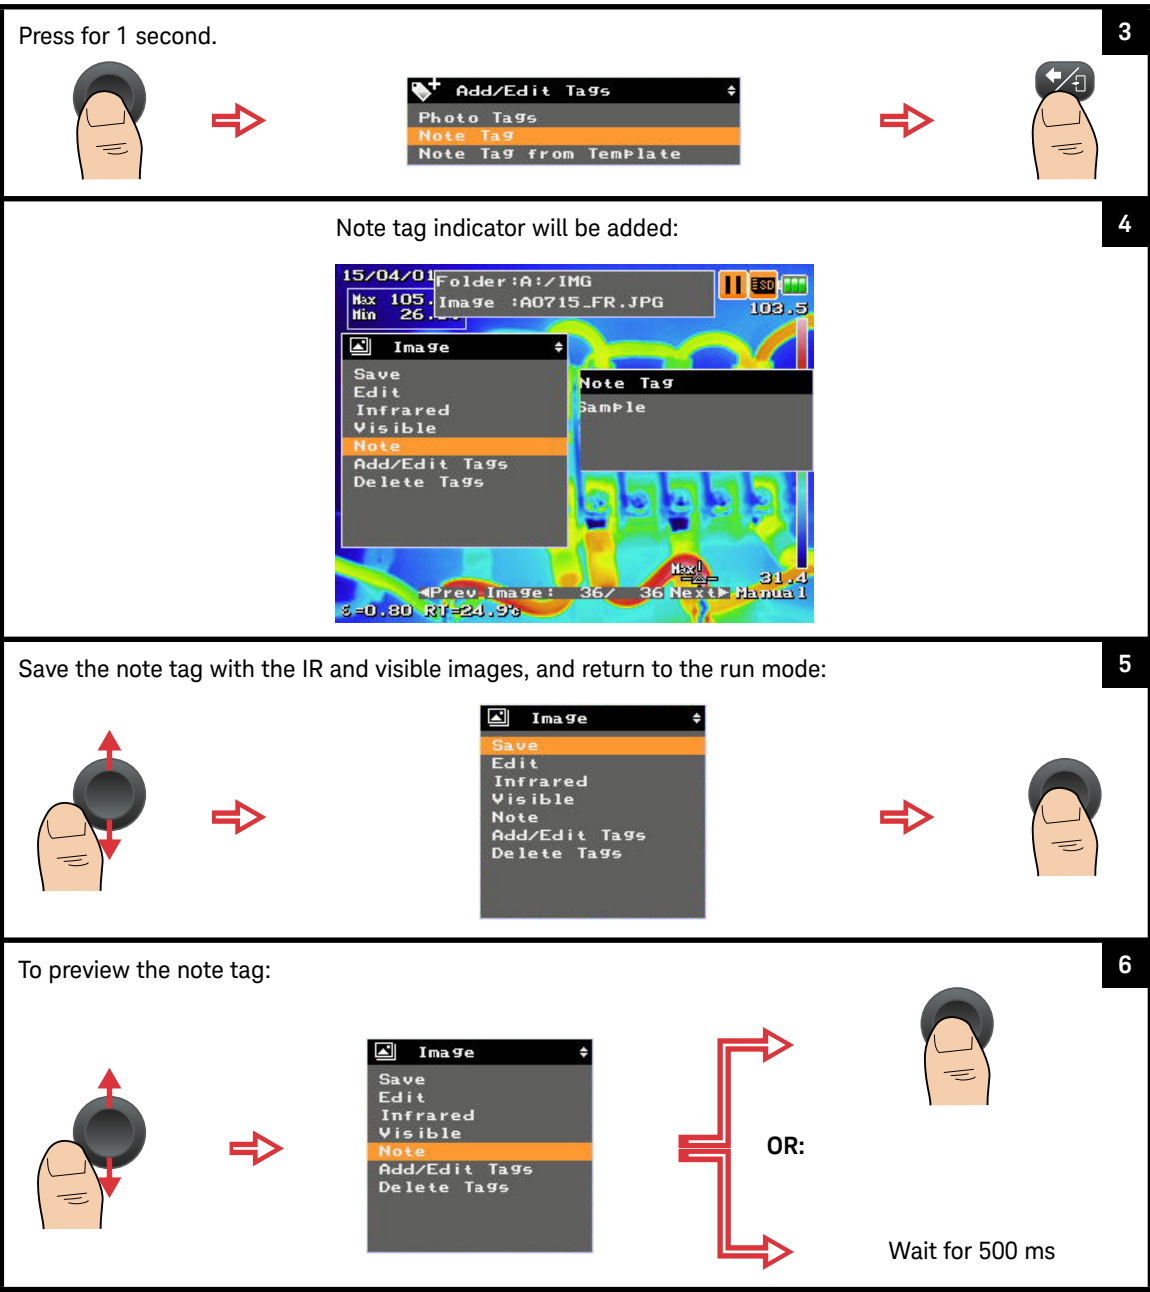 Press for 1 second.
3
Add/Edit Tags
Photo Tags
Note Tag
Note Tag from Template
4
Note tag indicator will be added:
15/04/01
Folder:A:/IMG
Image :A0715_FR.JPG
SD
Max 105.
Min 26.
103.5
Image
Save
Edit
Infrared
Visible
Note
Add/Edit Tags
Delete Tags
Note Tag
Sample
Max
31.4
◀Prev Image: 36/ 36 Next▶ Manual
ε=0.80 RT=24.9℃
5
Save the note tag with the IR and visible images, and return to the run mode:
Image
Save
Edit
Infrared
Visible
Note
Add/Edit Tags
Delete Tags
6
To preview the note tag:
Image
Save
Edit
Infrared
Visible
Note
Add/Edit Tags
Delete Tags
OR:
Wait for 500 ms